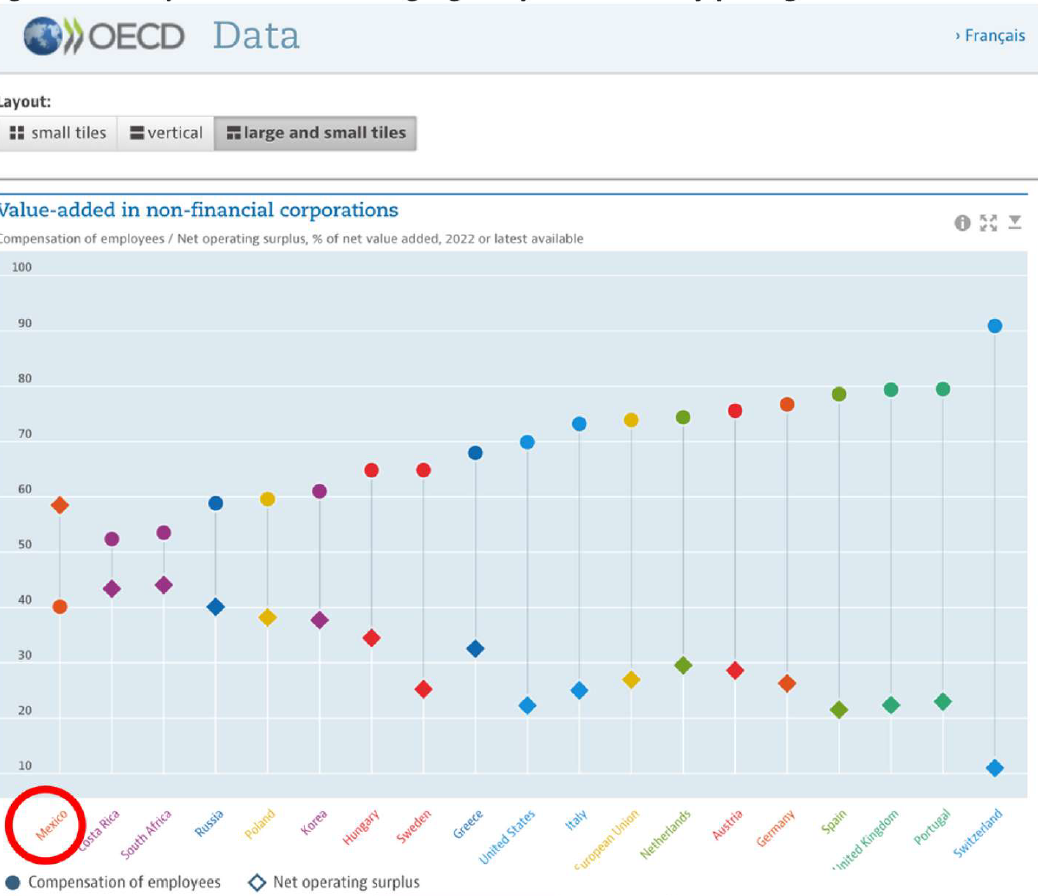 OECD Data
› Français
Layout:
small tiles vertical large and small tiles
Value-added in non-financial corporations
Compensation of employees / Net operating surplus, % of net value added, 2022 or latest available
100
90
80
70
60
50
40
30
20
10
Mexico Costa Rica South Africa Russia Poland Korea Hungary Sweden Greece United States Italy European Union Netherlands Austria Germany Spain United Kingdom Portugal Switzerland
Compensation of employees Net operating surplus